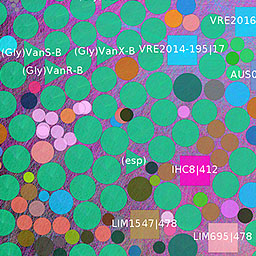 VRE2016
(Gly)VanS-B
(Gly)VanX-B
VRE2014-195|17
(Gly)VanR-B
AUS0
(esp)
IHC8|412
LIM1547|478
LIM695|478